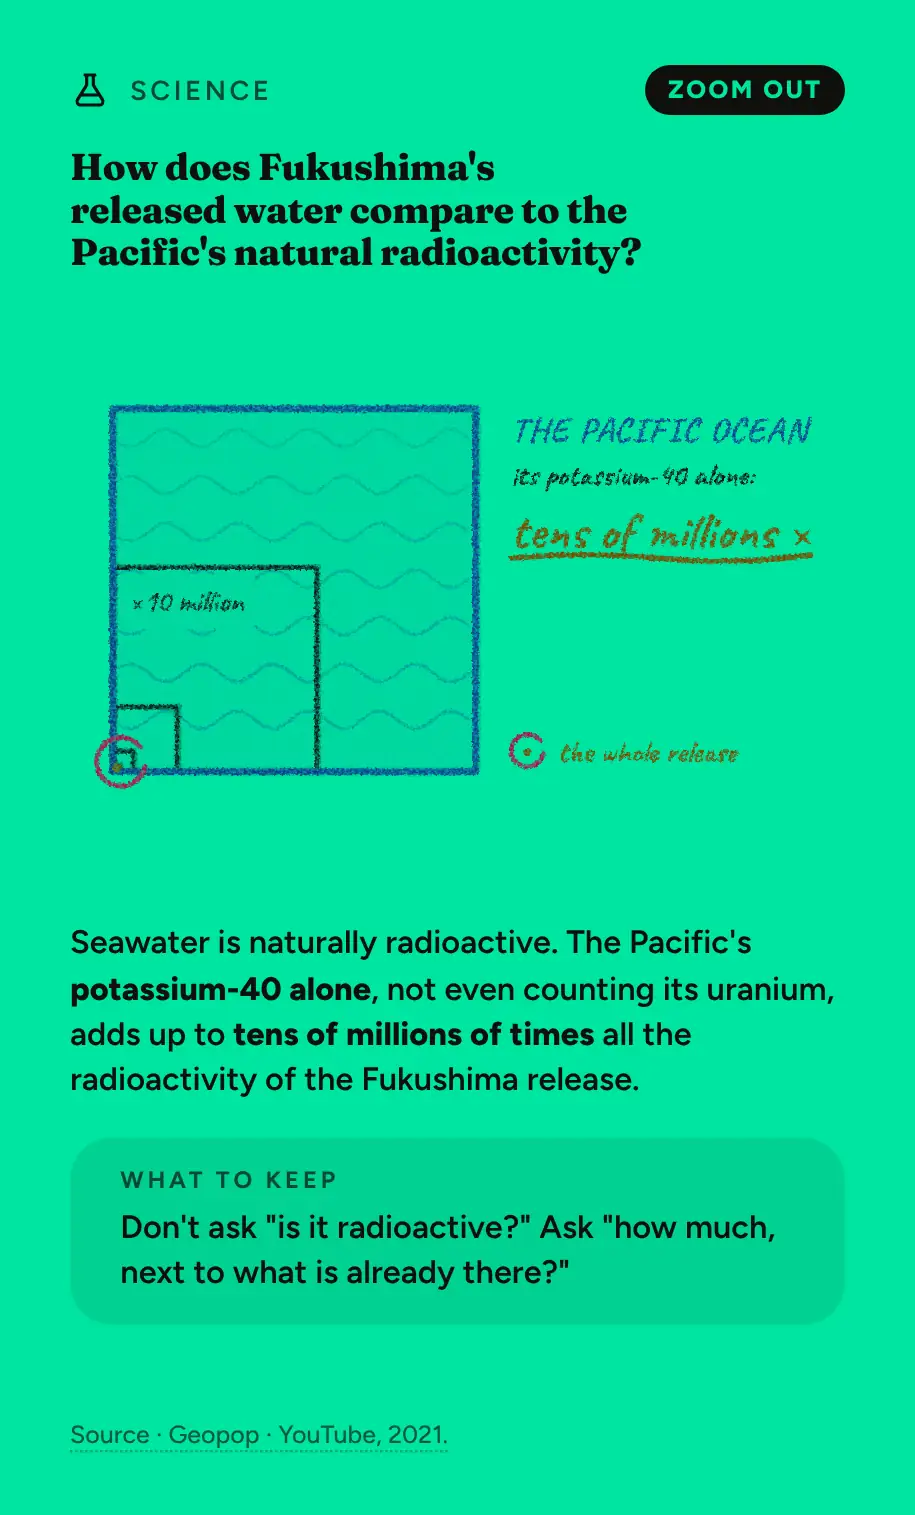 SCIENCE
ZOOM OUT
How does Fukushima's
released water compare to the
Pacific's natural radioactivity?
THE PACIFIC OCEAN
its potassium-40 alone:
tens of millions ×
× 10 million
the whole release
Seawater is naturally radioactive. The Pacific's
potassium-40 alone, not even counting its uranium,
adds up to tens of millions of times all the
radioactivity of the Fukushima release.
WHAT TO KEEP
Don't ask "is it radioactive?" Ask "how much,
next to what is already there?"
Source · Geopop · YouTube, 2021.